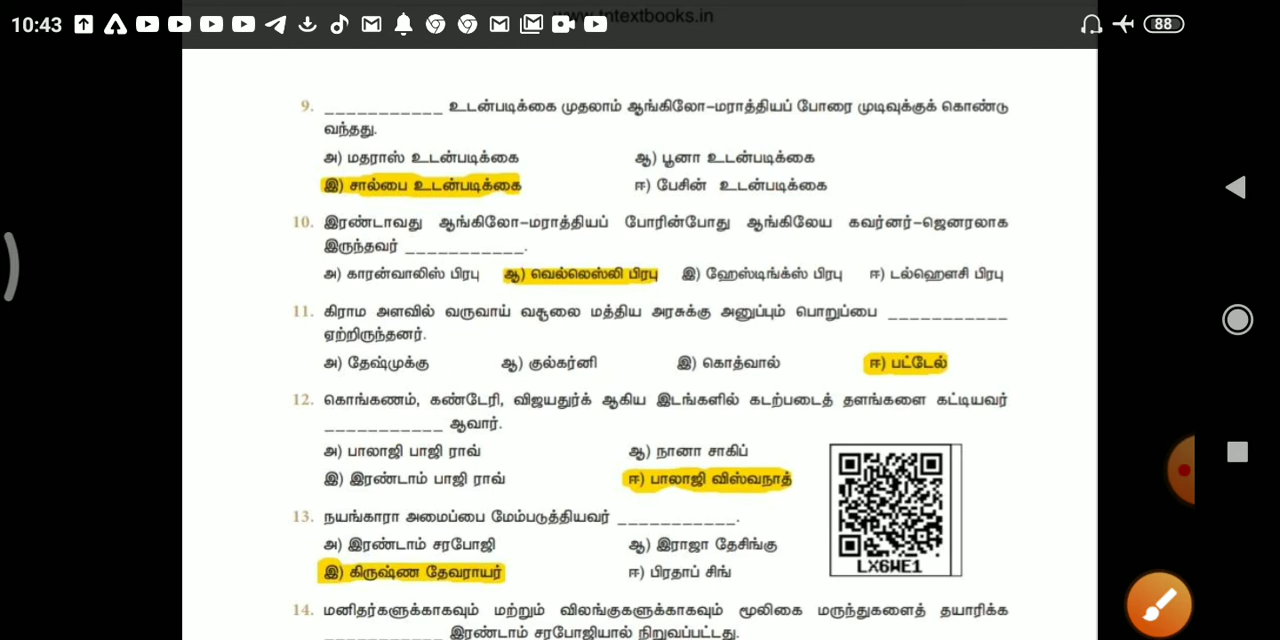 10:43
88
www.tntextbooks.in
9. ____________ உடன்படிக்கை முதலாம் ஆங்கிலோ–மராத்தியப் போரை முடிவுக்குக் கொண்டு
வந்தது.
அ) மதராஸ் உடன்படிக்கை ஆ) பூனா உடன்படிக்கை
இ) சால்பை உடன்படிக்கை ஈ) பேசின் உடன்படிக்கை
10. இரண்டாவது ஆங்கிலோ–மராத்தியப் போரின்போது ஆங்கிலேய கவர்னர்–ஜெனரலாக
இருந்தவர் ____________.
அ) காரன்வாலிஸ் பிரபு ஆ) வெல்லெஸ்லி பிரபு இ) ஹேஸ்டிங்க்ஸ் பிரபு ஈ) டல்ஹௌசி பிரபு
11. கிராம அளவில் வருவாய் வசூலை மத்திய அரசுக்கு அனுப்பும் பொறுப்பை ____________
ஏற்றிருந்தனர்.
அ) தேஷ்முக்கு ஆ) குல்கர்னி இ) கொத்வால் ஈ) பட்டேல்
12. கொங்கணம், கண்டேரி, விஜயதுர்க் ஆகிய இடங்களில் கடற்படைத் தளங்களை கட்டியவர்
____________ ஆவார்.
அ) பாலாஜி பாஜி ராவ் ஆ) நானா சாகிப்
இ) இரண்டாம் பாஜி ராவ் ஈ) பாலாஜி விஸ்வநாத்
13. நயங்காரா அமைப்பை மேம்படுத்தியவர் ____________.
அ) இரண்டாம் சரபோஜி ஆ) இராஜா தேசிங்கு
இ) கிருஷ்ண தேவராயர் ஈ) பிரதாப் சிங்
LX6WE1
14. மனிதர்களுக்காகவும் மற்றும் விலங்குகளுக்காகவும் மூலிகை மருந்துகளைத் தயாரிக்க
____________ இரண்டாம் சரபோஜியால் நிறுவப்பட்டது.